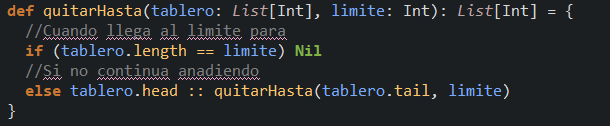 def quitarHasta(tablero: List[Int], limite: Int): List[Int] = {
  //Cuando llega al limite para
  if (tablero.length == limite) Nil
  //Si no continua anadiendo
  else tablero.head :: quitarHasta(tablero.tail, limite)
}